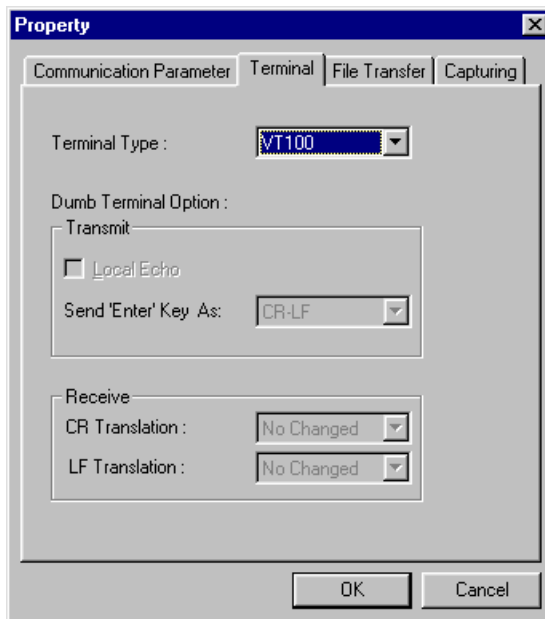 Property
Communication Parameter Terminal File Transfer Capturing
Terminal Type : VT100
Dumb Terminal Option :
Transmit
Local Echo
Send 'Enter' Key As: CR-LF
Receive
CR Translation : No Changed
LF Translation : No Changed
OK Cancel